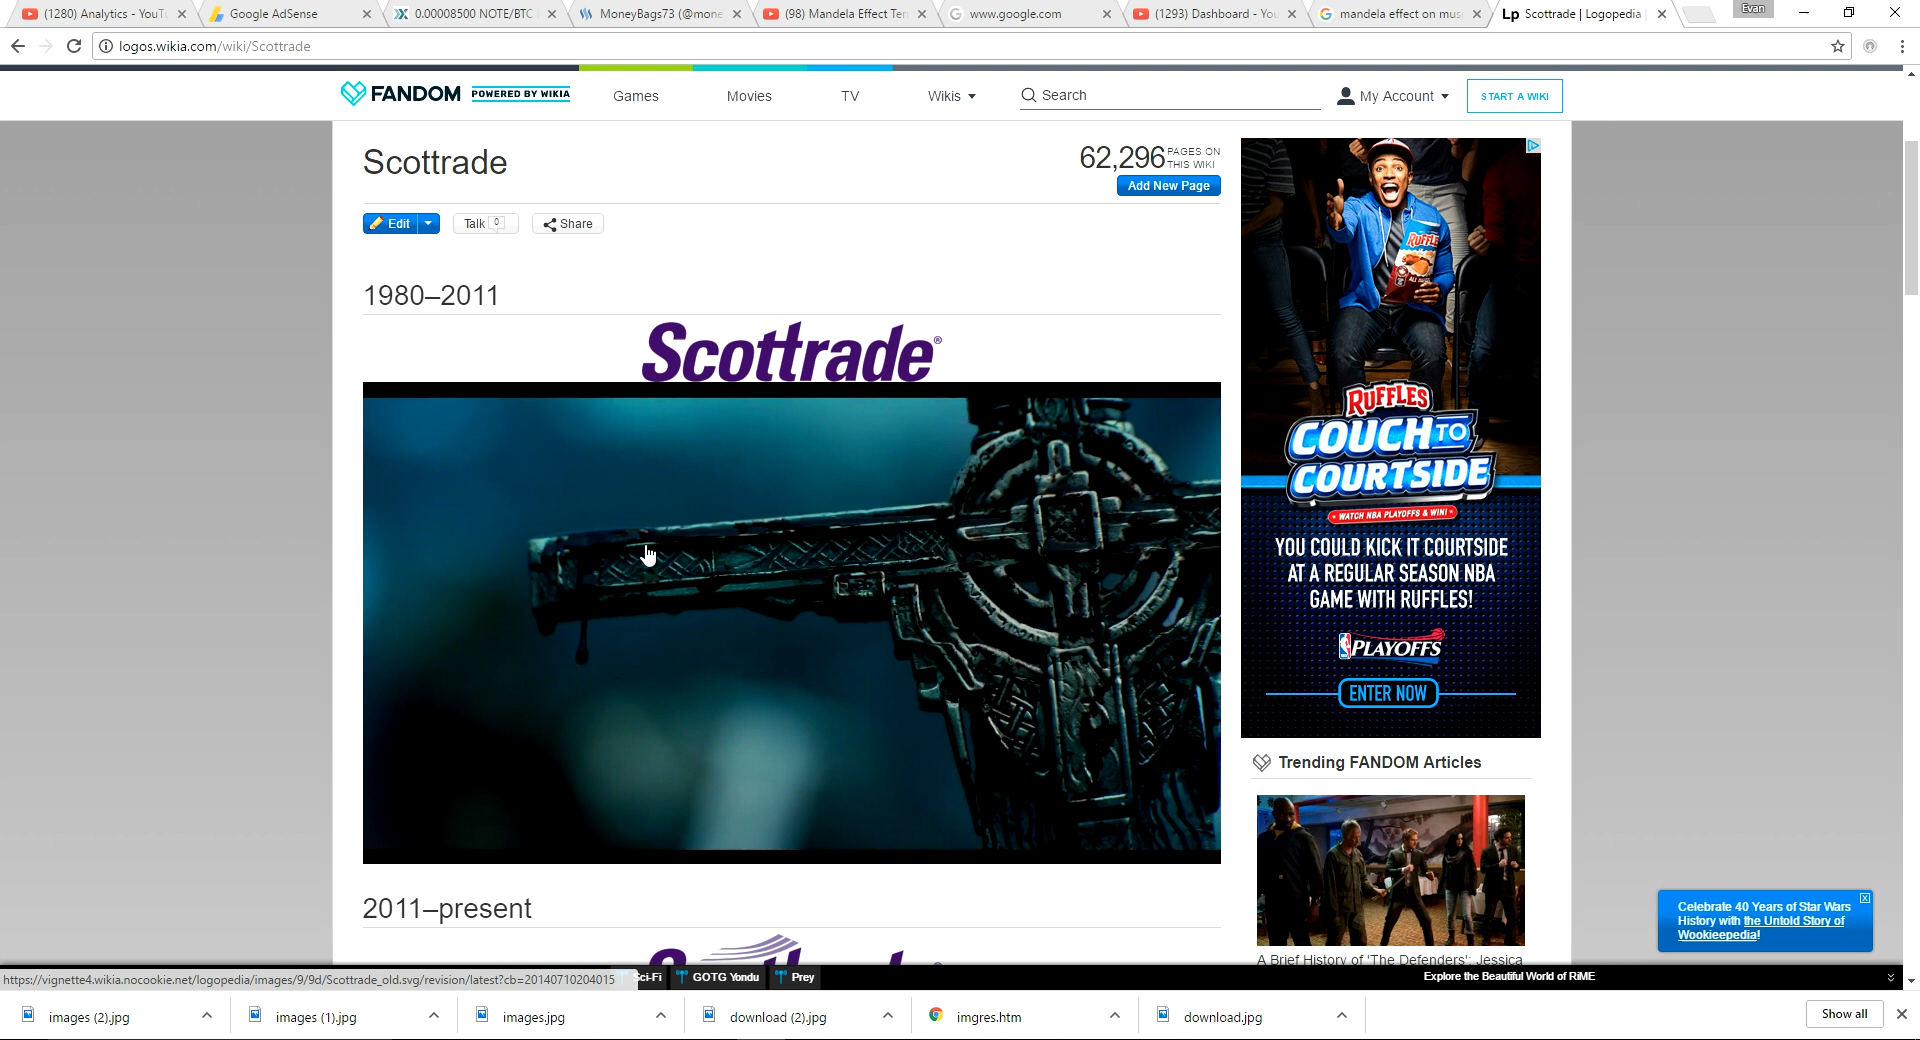 (1280) Analytics - YouTu
Google AdSense
0.00008500 NOTE/BTC
MoneyBags73 (@mone
(98) Mandela Effect Ten
www.google.com
(1293) Dashboard - You
mandela effect on mus
Lp Scottrade | Logopedia
Evan
logos.wikia.com/wiki/Scottrade
FANDOM POWERED BY WIKIA
Games
Movies
TV
Wikis
Search
My Account
START A WIKI
Scottrade
62,296 PAGES ON
THIS WIKI
Add New Page
Edit
Talk 0
Share
1980–2011
Scottrade®
2011–present
RUFFLES
ALL
RUFFLES
COUCH TO
COURTSIDE
• WATCH NBA PLAYOFFS & WIN! •
YOU COULD KICK IT COURTSIDE
AT A REGULAR SEASON NBA
GAME WITH RUFFLES!
PLAYOFFS
ENTER NOW
Trending FANDOM Articles
A Brief History of 'The Defenders': Jessica
Celebrate 40 Years of Star Wars
History with the Untold Story of
Wookieepedia!
https://vignette4.wikia.nocookie.net/logopedia/images/9/9d/Scottrade_old.svg/revision/latest?cb=20140710204015
Sci-Fi
GOTG Yondu
Prey
Explore the Beautiful World of RiME
images (2).jpg
images (1).jpg
images.jpg
download (2).jpg
imgres.htm
download.jpg
Show all